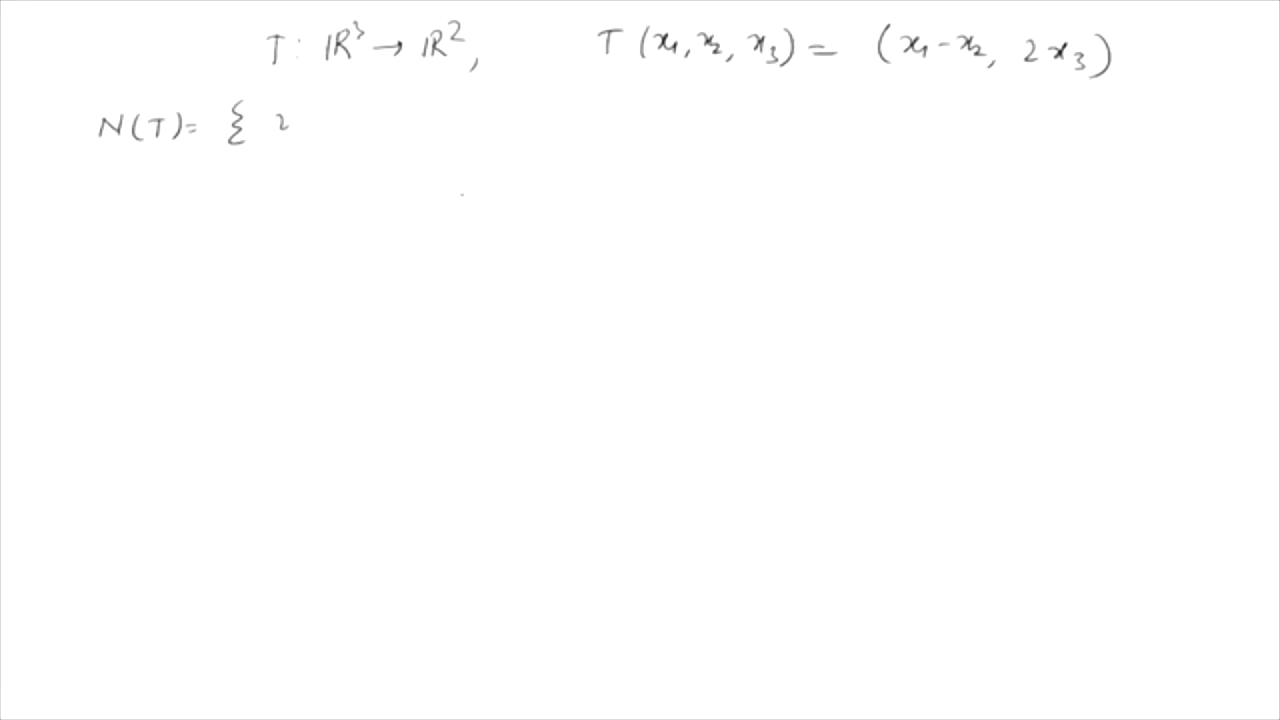 T: ℝ³ → ℝ², T(x₁, x₂, x₃) = (x₁ - x₂, 2x₃)
N(T) = {